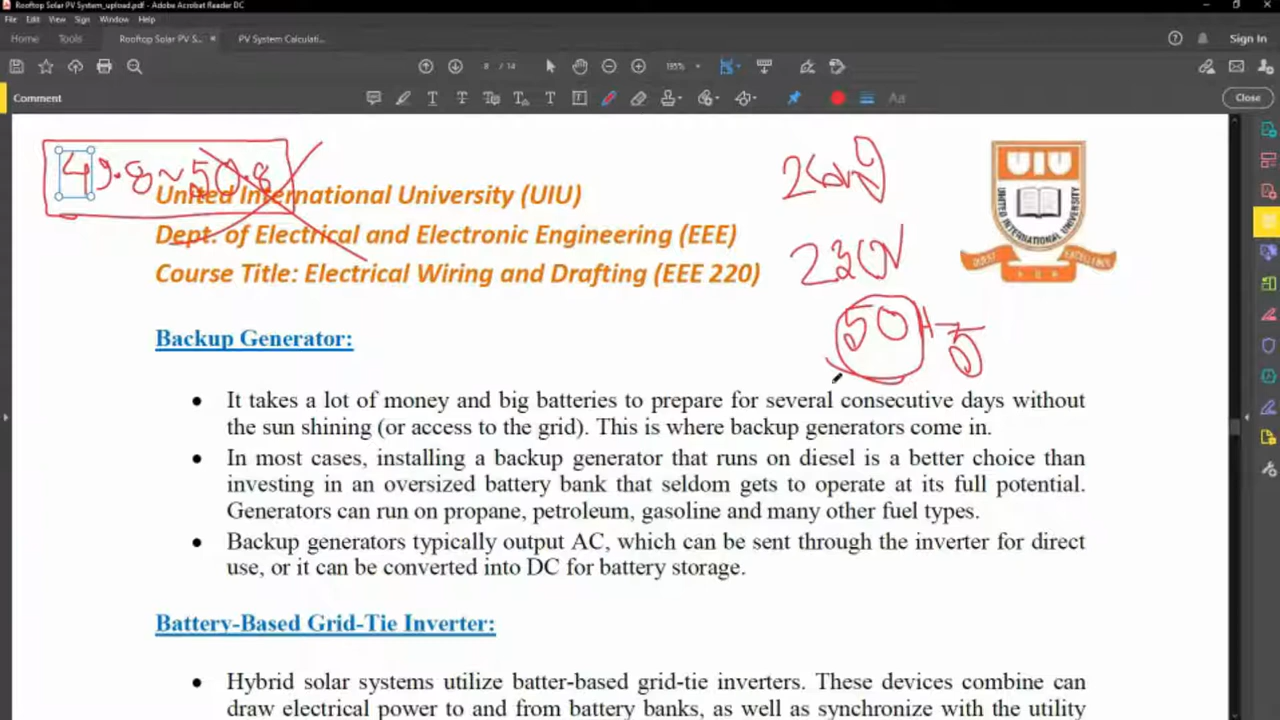 Rooftop Solar PV System_upload.pdf - Adobe Acrobat Reader DC
File Edit View Sign Window Help
Home Tools Rooftop Solar PV S... × PV System Calculati... Sign In
8 / 14 195%
Comment Close
49.8~50.8
230V
50Hz
United International University (UIU)
Dept. of Electrical and Electronic Engineering (EEE)
Course Title: Electrical Wiring and Drafting (EEE 220)
UIU
UNITED INTERNATIONAL UNIVERSITY
QUEST EXCELLENCE
Backup Generator:
• It takes a lot of money and big batteries to prepare for several consecutive days without
the sun shining (or access to the grid). This is where backup generators come in.
• In most cases, installing a backup generator that runs on diesel is a better choice than
investing in an oversized battery bank that seldom gets to operate at its full potential.
Generators can run on propane, petroleum, gasoline and many other fuel types.
• Backup generators typically output AC, which can be sent through the inverter for direct
use, or it can be converted into DC for battery storage.
Battery-Based Grid-Tie Inverter:
• Hybrid solar systems utilize batter-based grid-tie inverters. These devices combine can
draw electrical power to and from battery banks, as well as synchronize with the utility